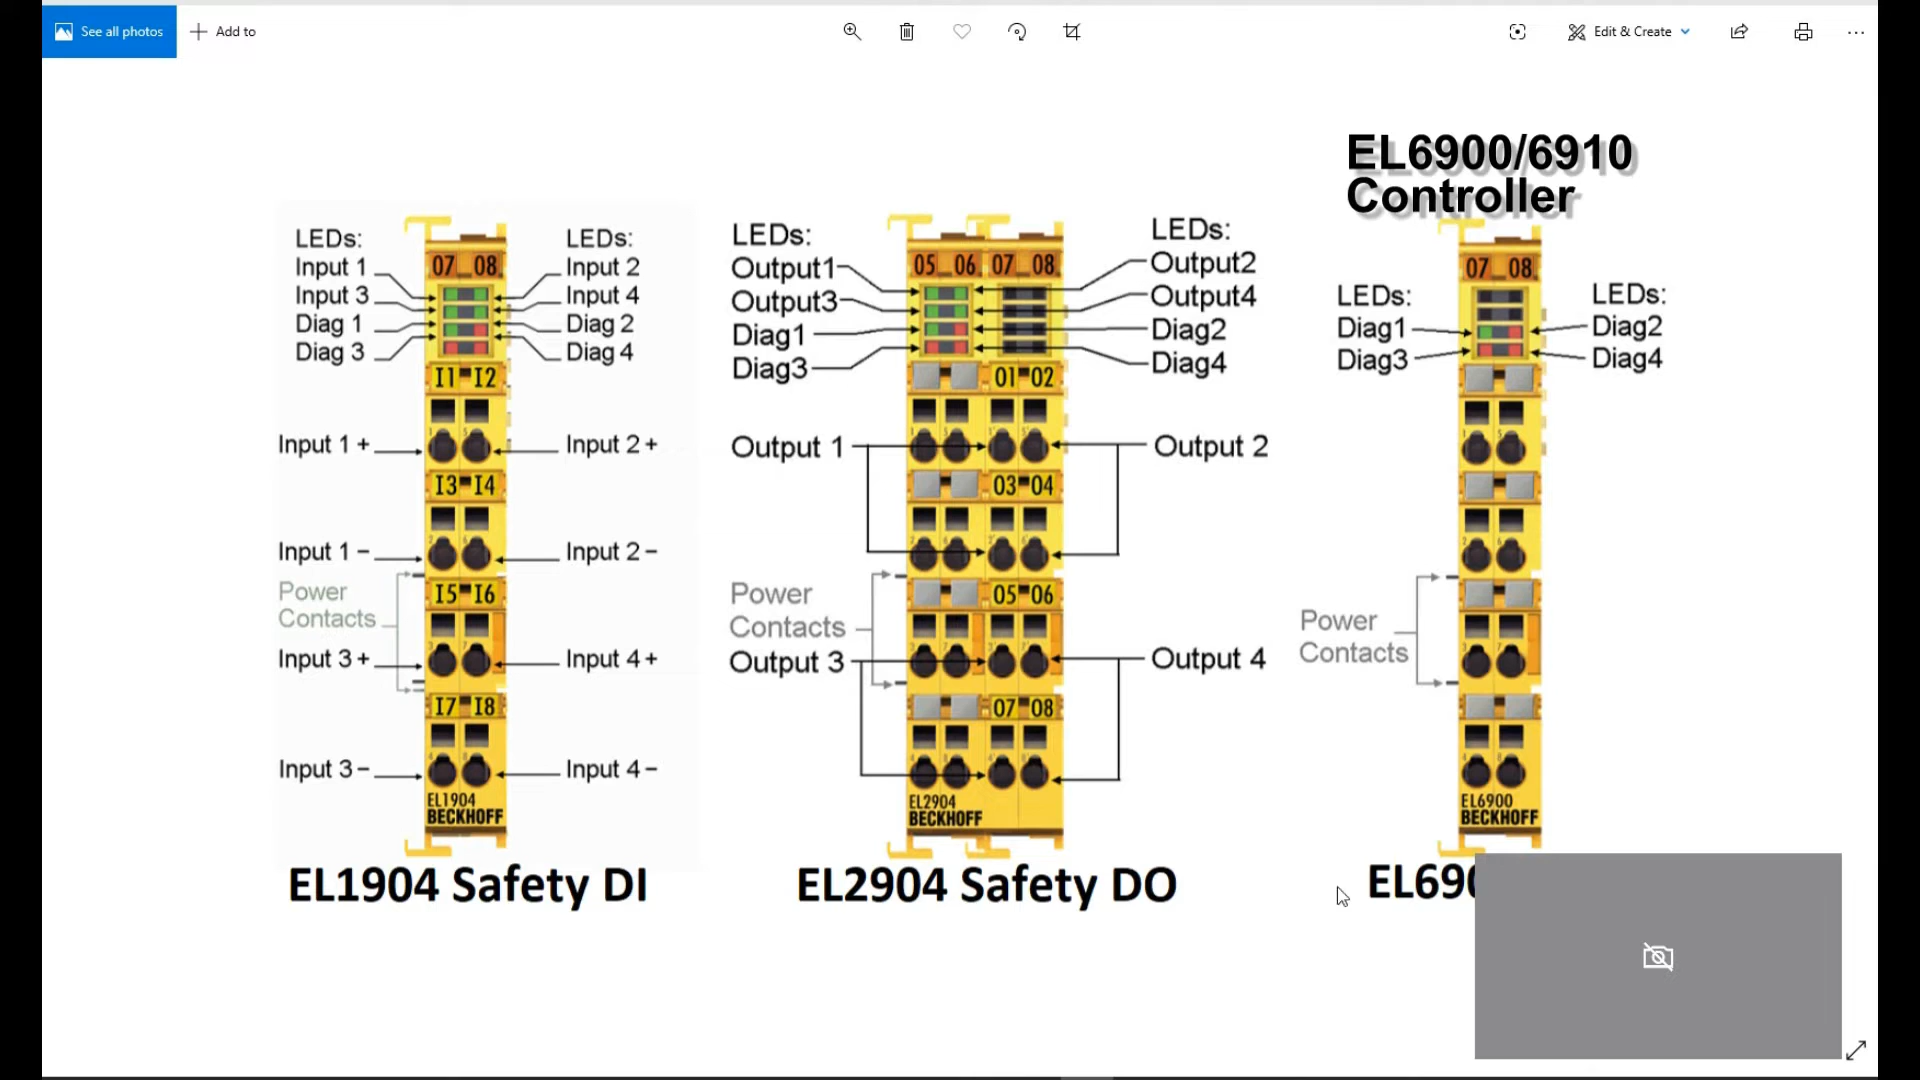 See all photos
Add to
Edit & Create
EL6900/6910
Controller
LEDs:
Input 1
Input 3
Diag 1
Diag 3
LEDs:
Input 2
Input 4
Diag 2
Diag 4
07 08
I1 I2
Input 1 +
Input 2 +
I3 I4
Input 1 −
Input 2 −
Power
Contacts
I5 I6
Input 3 +
Input 4 +
I7 I8
Input 3 −
Input 4 −
EL1904
BECKHOFF
EL1904 Safety DI
LEDs:
Output1
Output3
Diag1
Diag3
LEDs:
Output2
Output4
Diag2
Diag4
05 06 07 08
01 02
Output 1
Output 2
03 04
Power
Contacts
05 06
Output 3
Output 4
07 08
EL2904
BECKHOFF
EL2904 Safety DO
LEDs:
Diag1
Diag3
LEDs:
Diag2
Diag4
07 08
Power
Contacts
EL6900
BECKHOFF